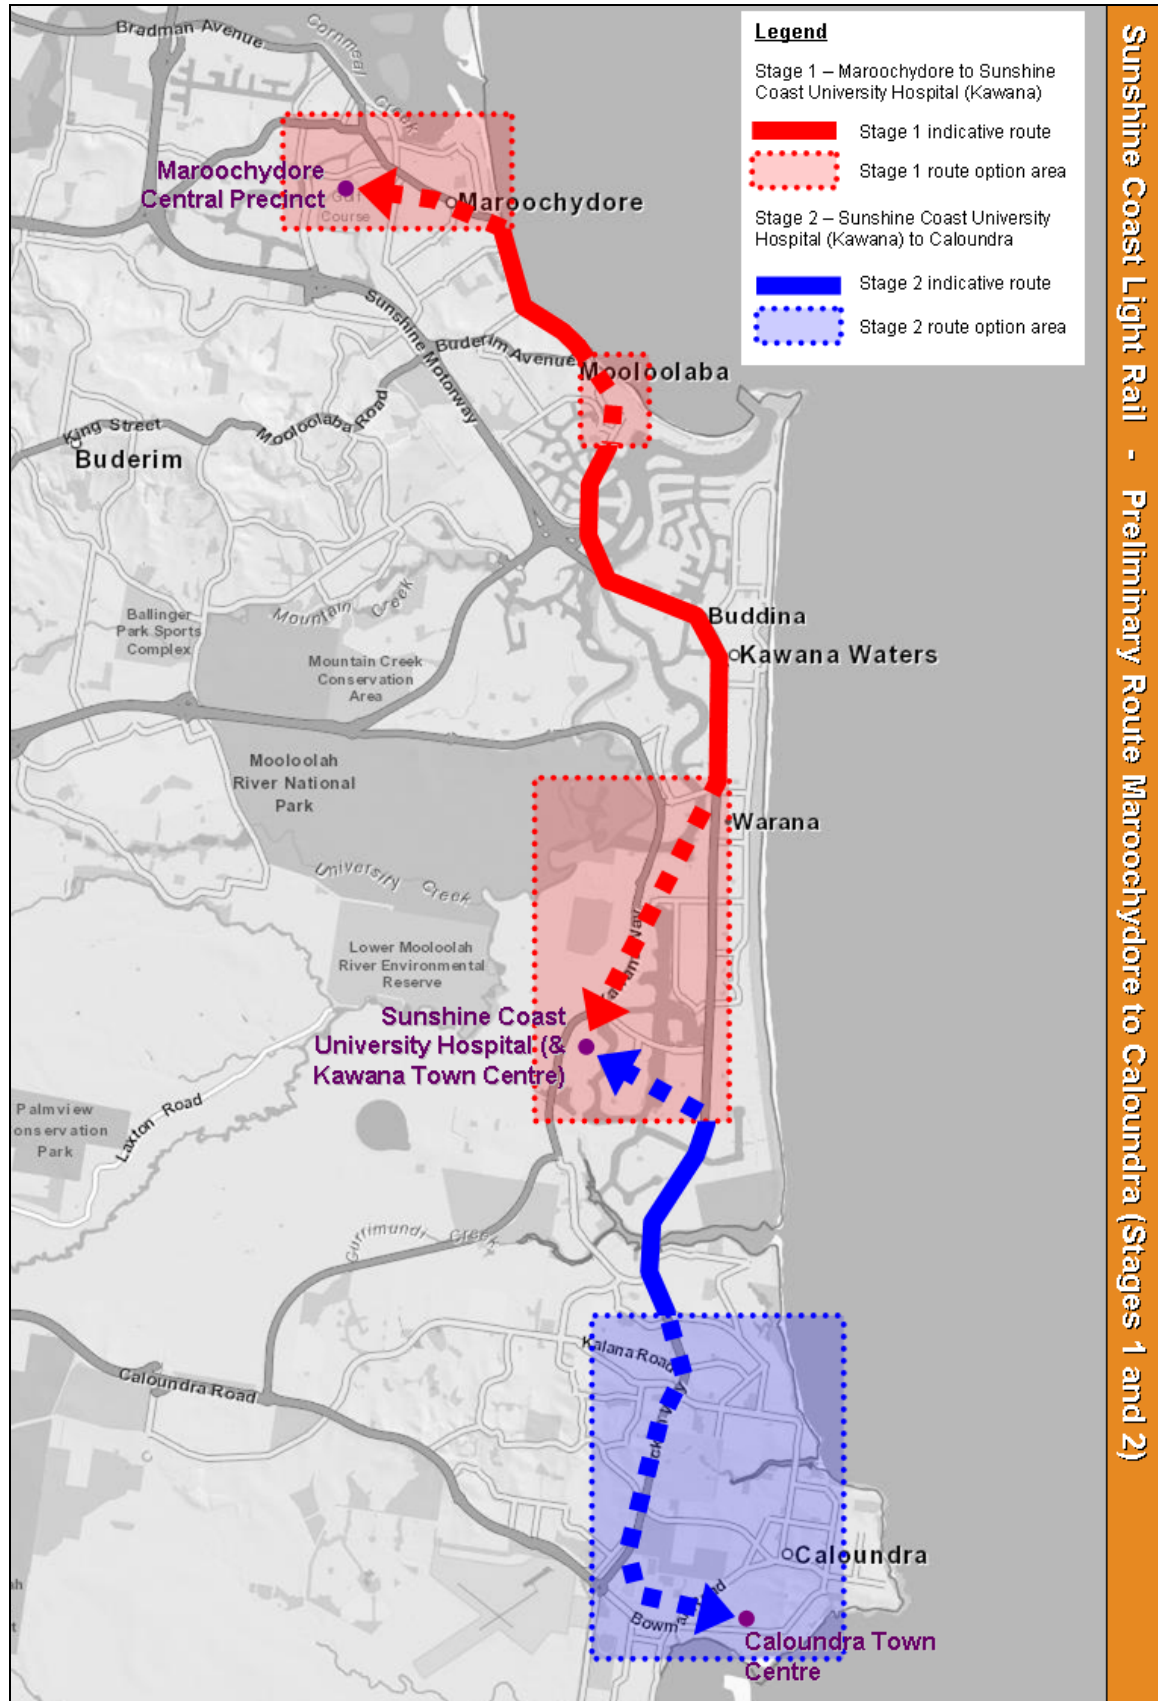 Sunshine Coast Light Rail - Preliminary Route Maroochydore to Caloundra (Stages 1 and 2)
Legend
Stage 1 – Maroochydore to Sunshine
Coast University Hospital (Kawana)
Stage 1 indicative route
Stage 1 route option area
Stage 2 – Sunshine Coast University
Hospital (Kawana) to Caloundra
Stage 2 indicative route
Stage 2 route option area
Bradman Avenue
Cornmeal
Creek
Maroochydore
Central Precinct
Golf
Course
Maroochydore
Sunshine Motorway
Buderim Avenue
Mooloolaba
Mooloolaba Road
King Street
Buderim
Mountain Creek
Ballinger
Park Sports
Complex
Mountain Creek
Conservation
Area
Buddina
Kawana Waters
Mooloolah
River National
Park
Warana
University Creek
Lower Mooloolah
River Environmental
Reserve
Sunshine Coast
University Hospital (&
Kawana Town Centre)
Palmview
onservation
Park
Laxton Road
Currimundi Creek
Kalana Road
Caloundra Road
Caloundra
Caloundra Town
Centre